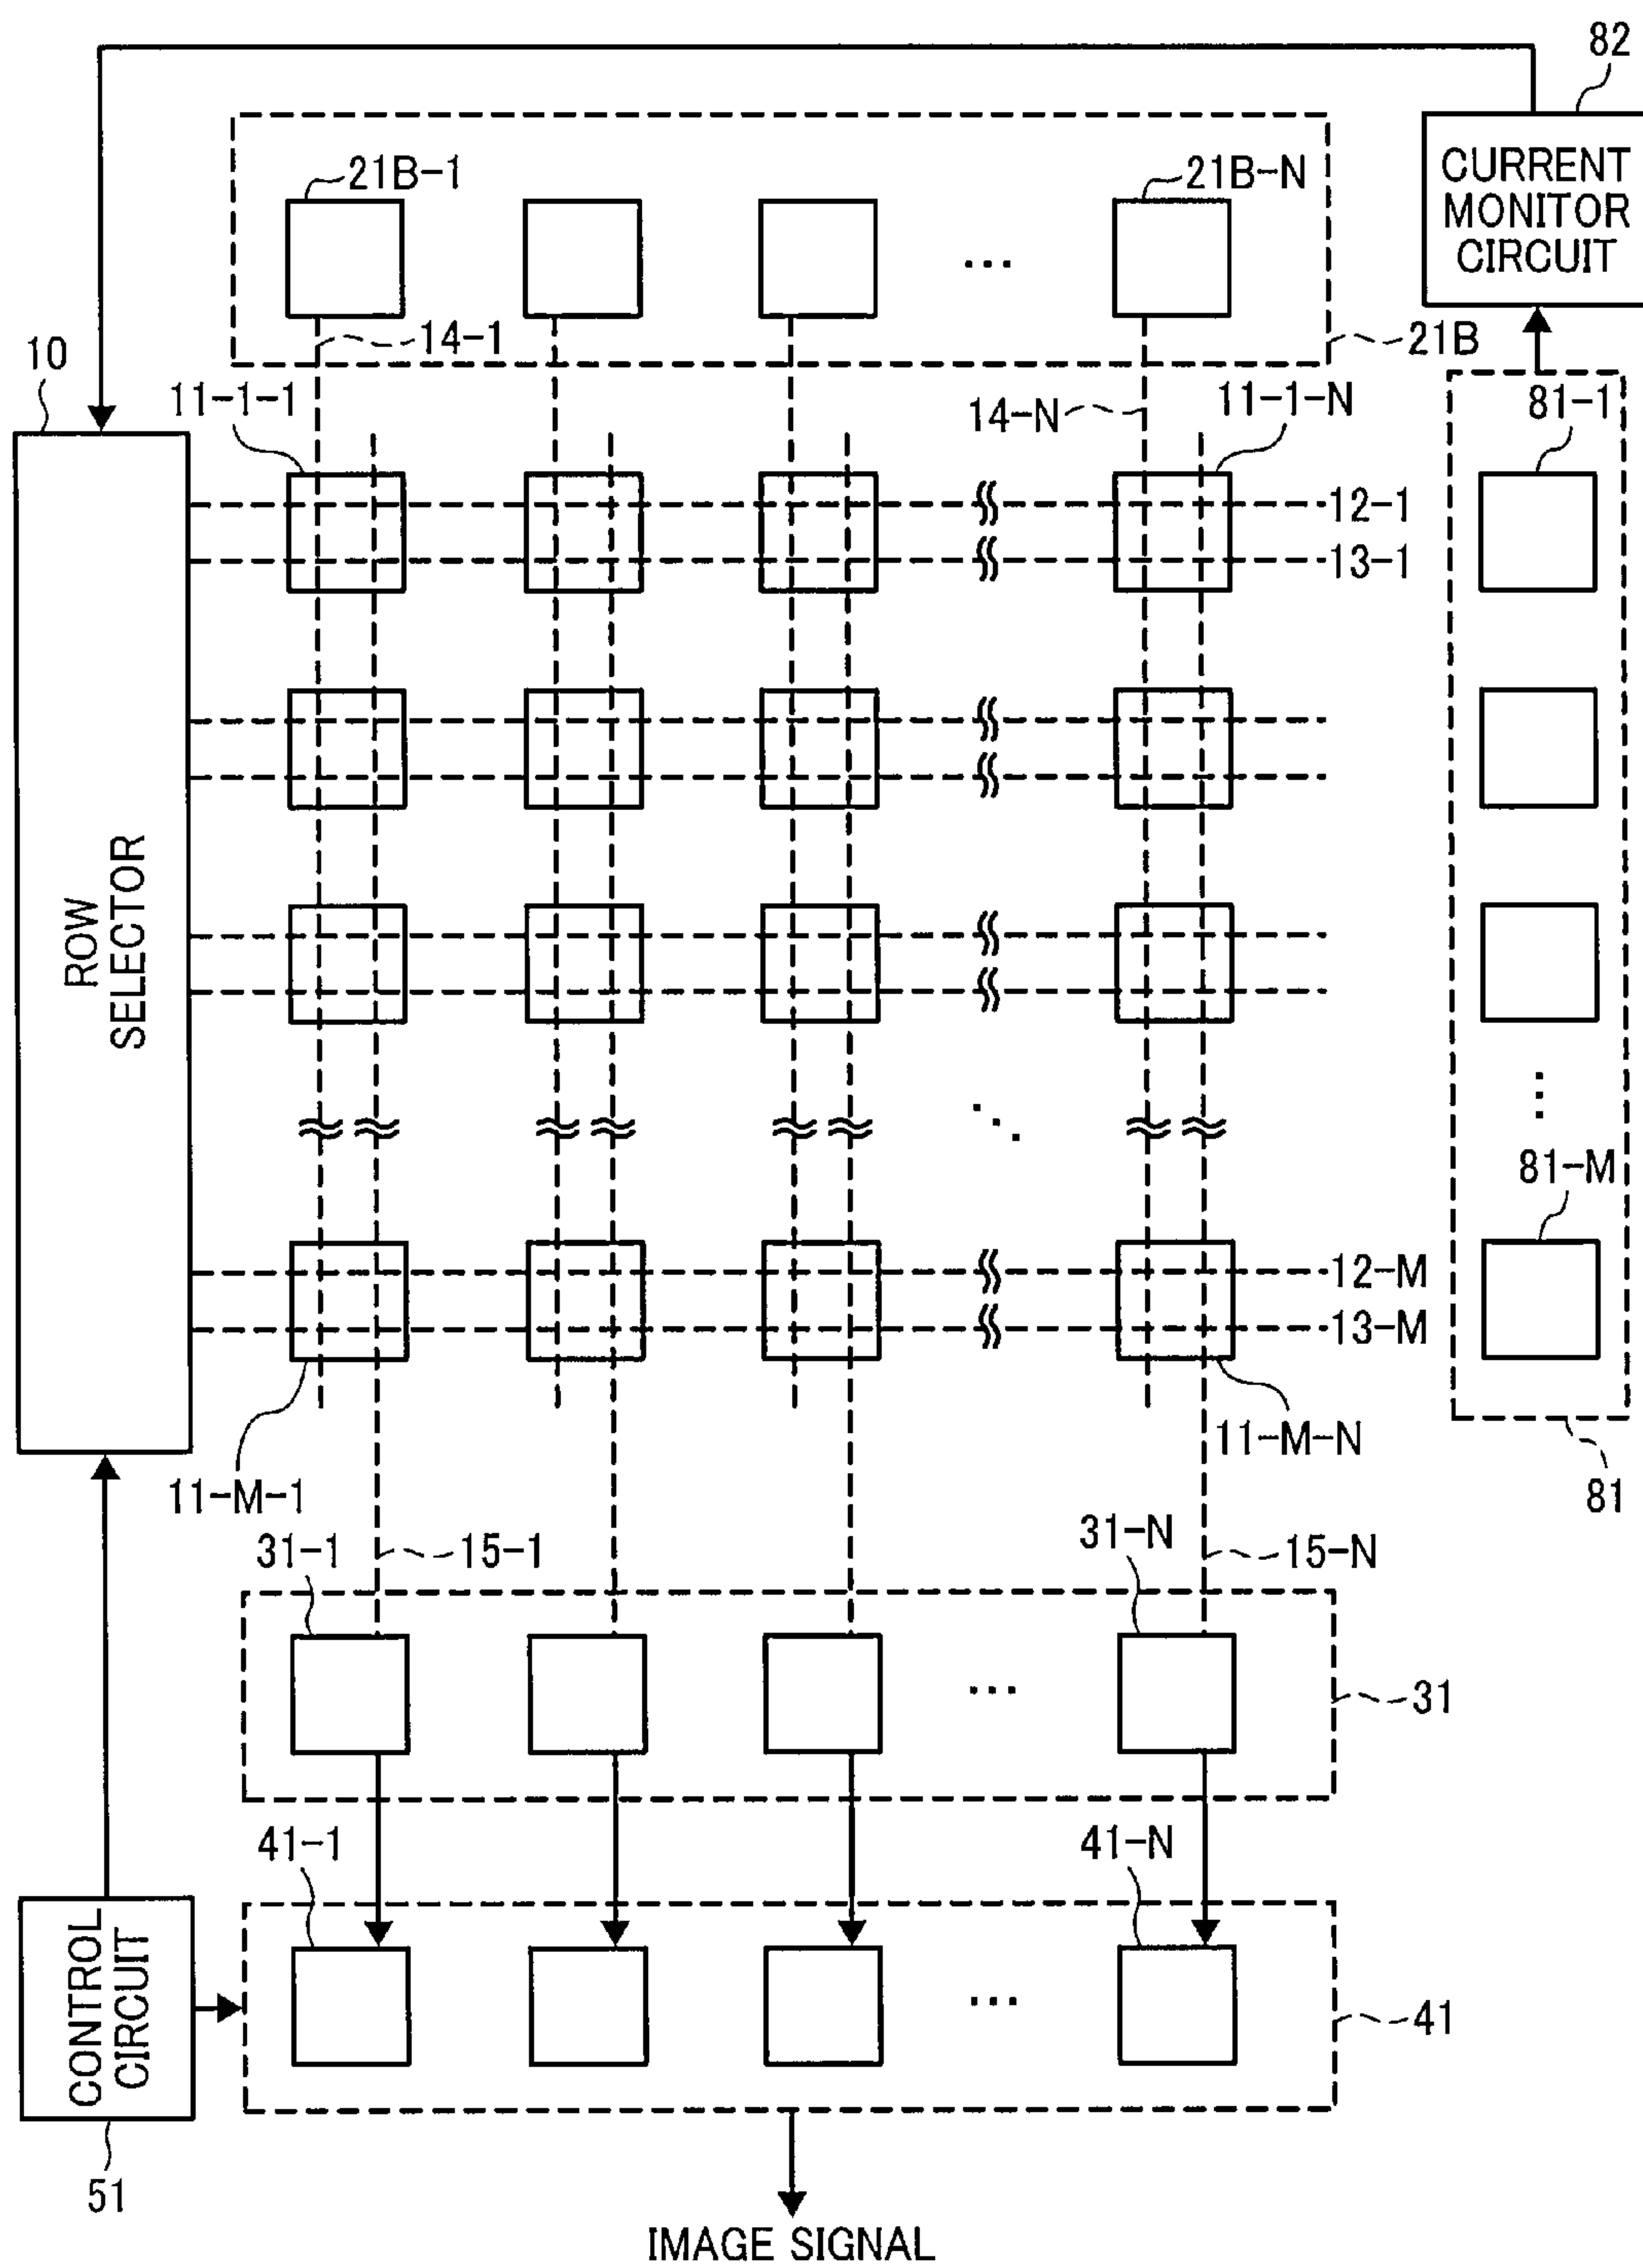 82
CURRENT
MONITOR
CIRCUIT
21B-1
21B-N
14-1
21B
10
11-1-1
14-N
11-1-N
81-1
12-1
13-1
ROW
SELECTOR
81-M
12-M
13-M
11-M-1
11-M-N
81
31-1
15-1
31-N
15-N
31
41-1
41-N
CONTROL
CIRCUIT
41
51
IMAGE SIGNAL